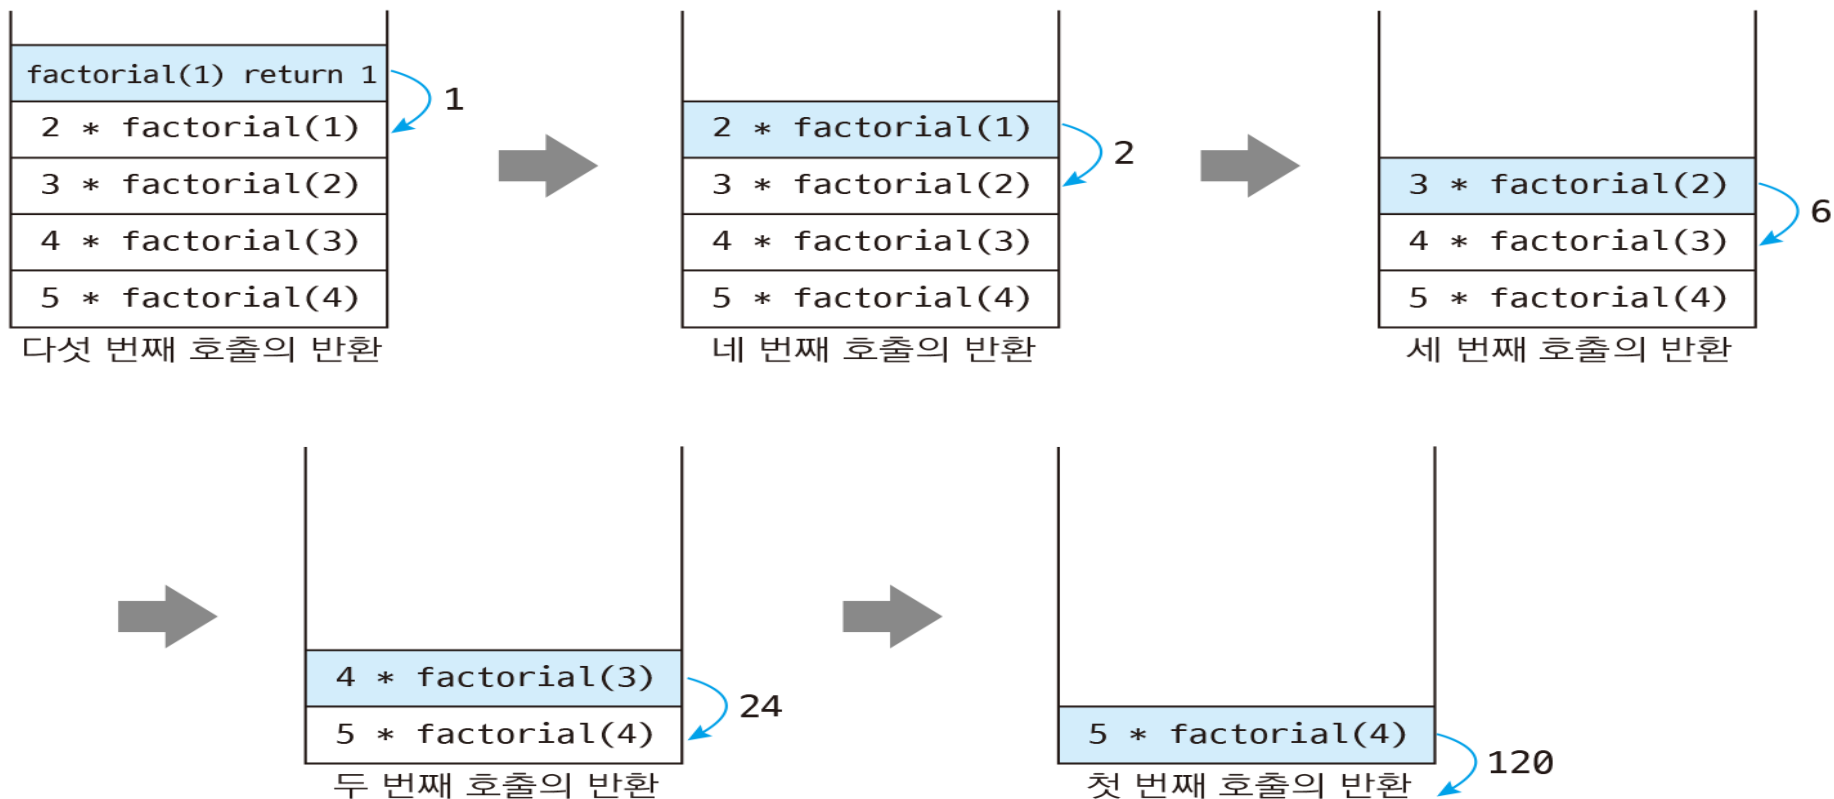 factorial(1) return 1
1
2 * factorial(1)
3 * factorial(2)
4 * factorial(3)
5 * factorial(4)
다섯 번째 호출의 반환
2 * factorial(1)
2
3 * factorial(2)
4 * factorial(3)
5 * factorial(4)
네 번째 호출의 반환
3 * factorial(2)
6
4 * factorial(3)
5 * factorial(4)
세 번째 호출의 반환
4 * factorial(3)
24
5 * factorial(4)
두 번째 호출의 반환
5 * factorial(4)
120
첫 번째 호출의 반환